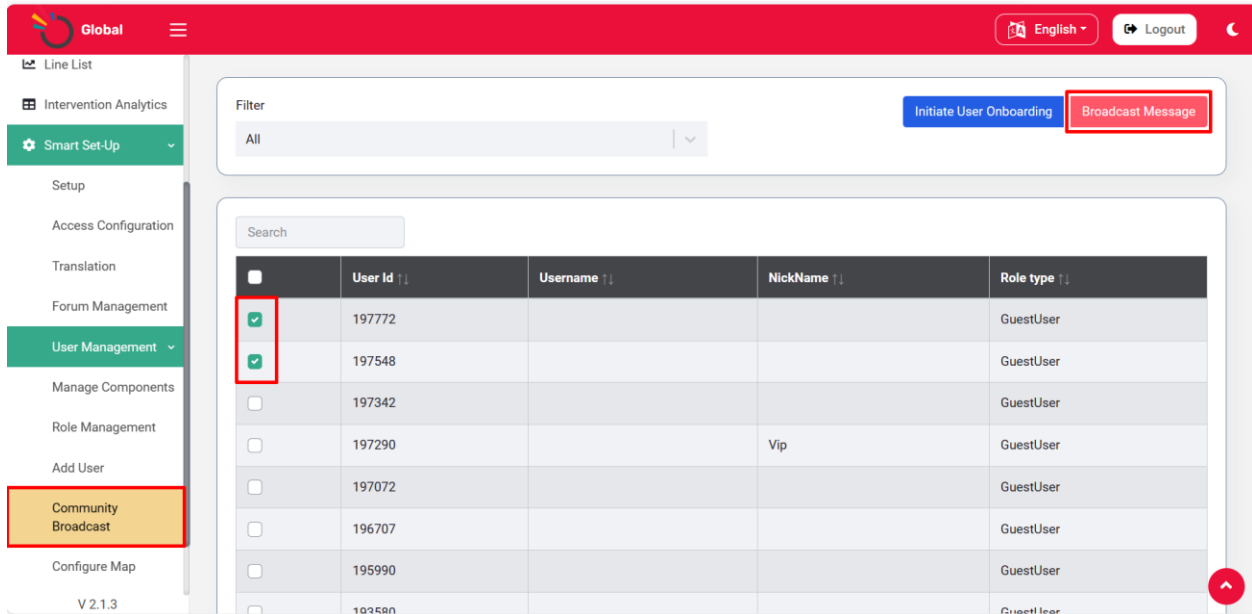 Global
English
Logout
Line List
Intervention Analytics
Smart Set-Up
Setup
Access Configuration
Translation
Forum Management
User Management
Manage Components
Role Management
Add User
Community
Broadcast
Configure Map
V 2.1.3
Filter
All
Initiate User Onboarding
Broadcast Message
Search
User Id Username NickName Role type
197772 GuestUser
197548 GuestUser
197342 GuestUser
197290 Vip GuestUser
197072 GuestUser
196707 GuestUser
195990 GuestUser
193580 GuestUser